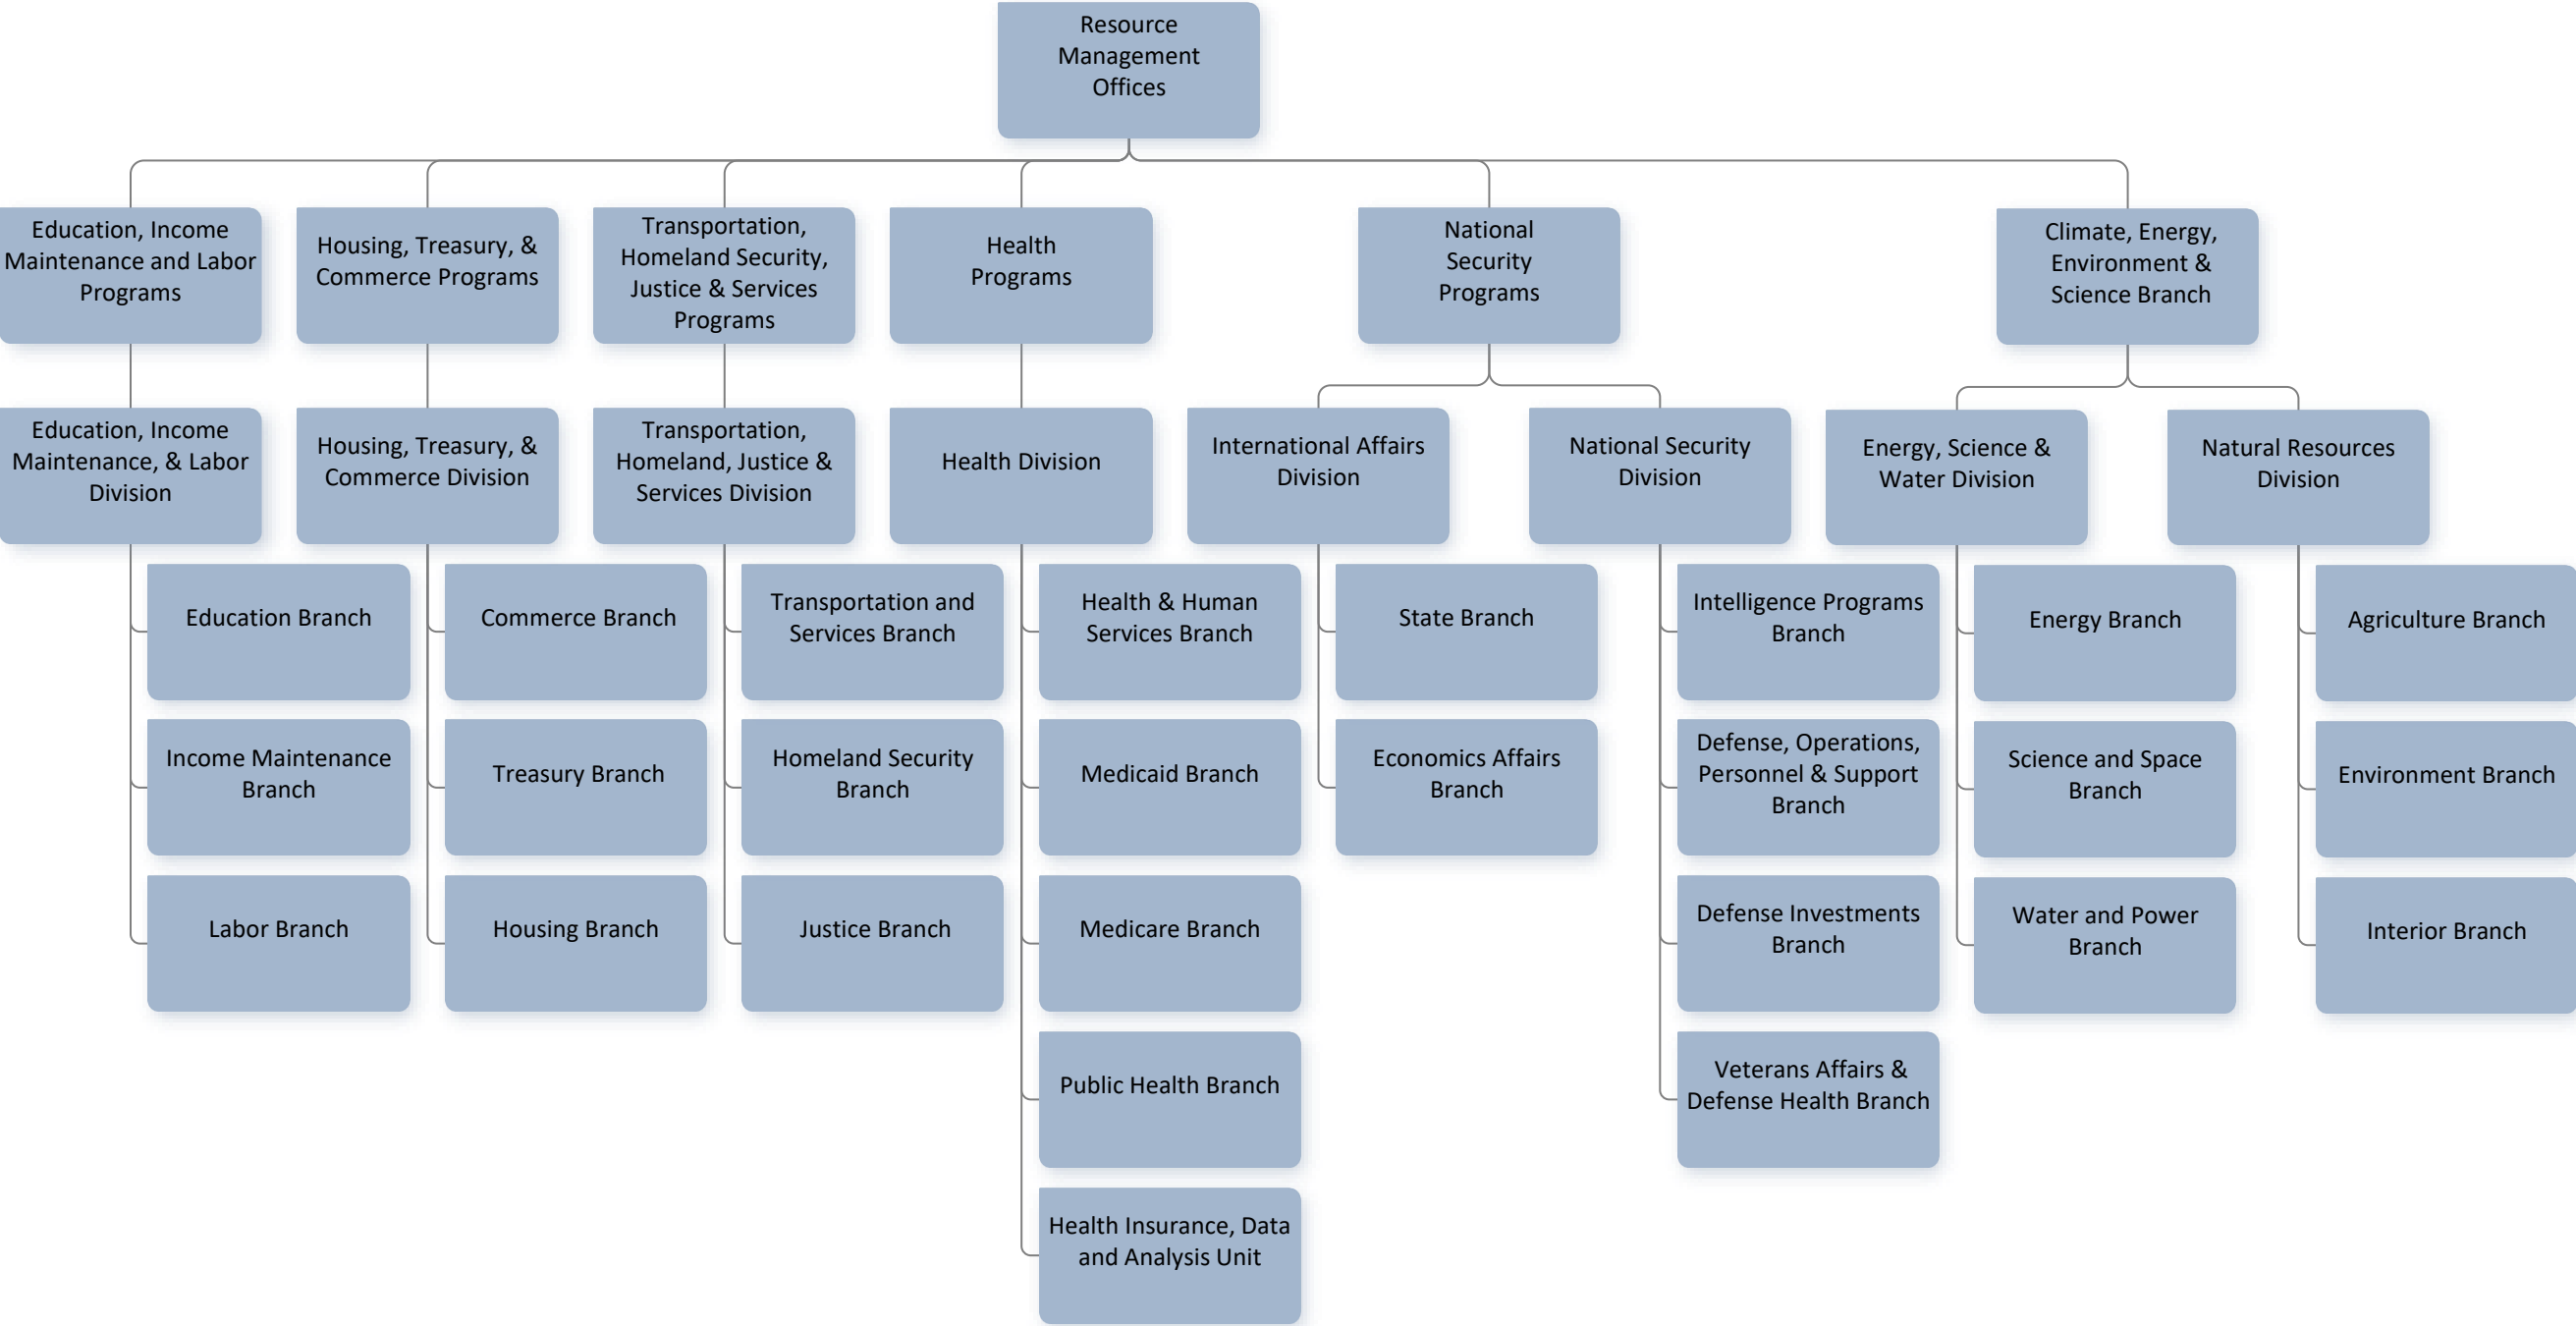 Resource
Management
Offices
Education, Income
Maintenance and Labor
Programs
Housing, Treasury, &
Commerce Programs
Transportation,
Homeland Security,
Justice & Services
Programs
Health
Programs
National
Security
Programs
Climate, Energy,
Environment &
Science Branch
Education, Income
Maintenance, & Labor
Division
Housing, Treasury, &
Commerce Division
Transportation,
Homeland, Justice &
Services Division
Health Division
International Affairs
Division
National Security
Division
Energy, Science &
Water Division
Natural Resources
Division
Education Branch
Income Maintenance
Branch
Labor Branch
Commerce Branch
Treasury Branch
Housing Branch
Transportation and
Services Branch
Homeland Security
Branch
Justice Branch
Health & Human
Services Branch
Medicaid Branch
Medicare Branch
Public Health Branch
Health Insurance, Data
and Analysis Unit
State Branch
Economics Affairs
Branch
Intelligence Programs
Branch
Defense, Operations,
Personnel & Support
Branch
Defense Investments
Branch
Veterans Affairs &
Defense Health Branch
Energy Branch
Science and Space
Branch
Water and Power
Branch
Agriculture Branch
Environment Branch
Interior Branch